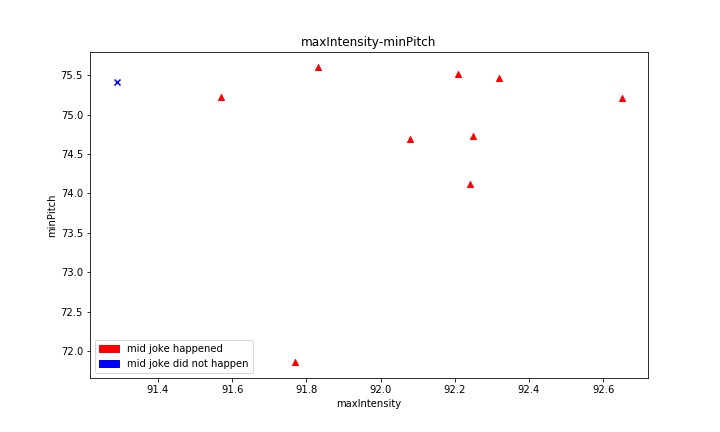 maxIntensity-minPitch
75.5
75.0
74.5
74.0
73.5
73.0
72.5
72.0
minPitch
mid joke happened
mid joke did not happen
91.4 91.6 91.8 92.0 92.2 92.4 92.6
maxIntensity